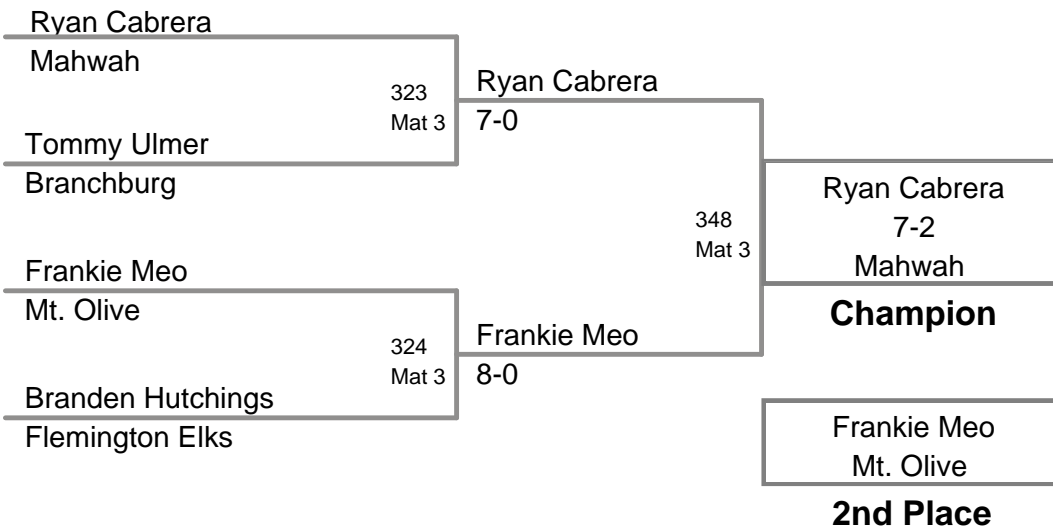 Ryan Cabrera
Mahwah
323
Mat 3
Tommy Ulmer
Branchburg
Ryan Cabrera
7-0
Frankie Meo
Mt. Olive
324
Mat 3
Branden Hutchings
Flemington Elks
Frankie Meo
8-0
348
Mat 3
Ryan Cabrera
7-2
Mahwah
Champion
Frankie Meo
Mt. Olive
2nd Place